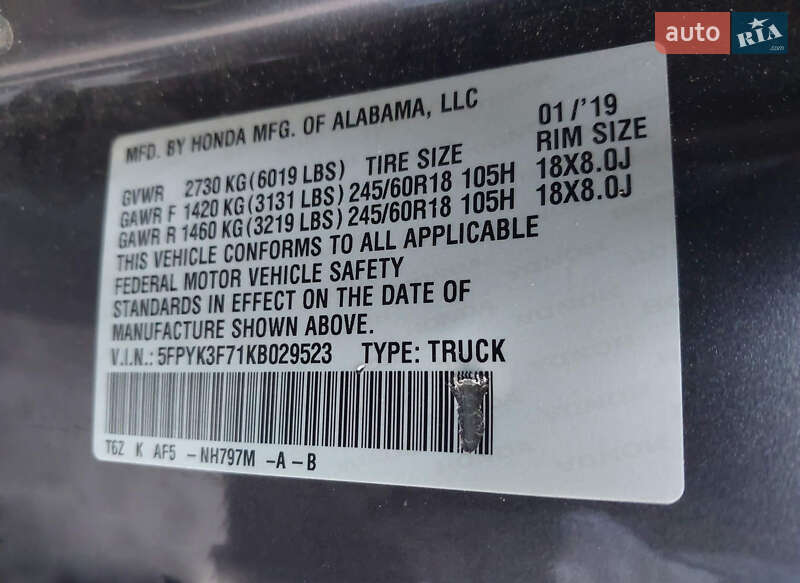 auto RIA.com
MFD. BY HONDA MFG. OF ALABAMA, LLC 01/'19
GVWR 2730 KG(6019 LBS) TIRE SIZE RIM SIZE
GAWR F 1420 KG(3131 LBS) 245/60R18 105H 18X8.0J
GAWR R 1460 KG(3219 LBS) 245/60R18 105H 18X8.0J
THIS VEHICLE CONFORMS TO ALL APPLICABLE
FEDERAL MOTOR VEHICLE SAFETY
STANDARDS IN EFFECT ON THE DATE OF
MANUFACTURE SHOWN ABOVE.
V.I.N.: 5FPYK3F71KB029523 TYPE: TRUCK
T6Z K AF5 -NH797M -A -B